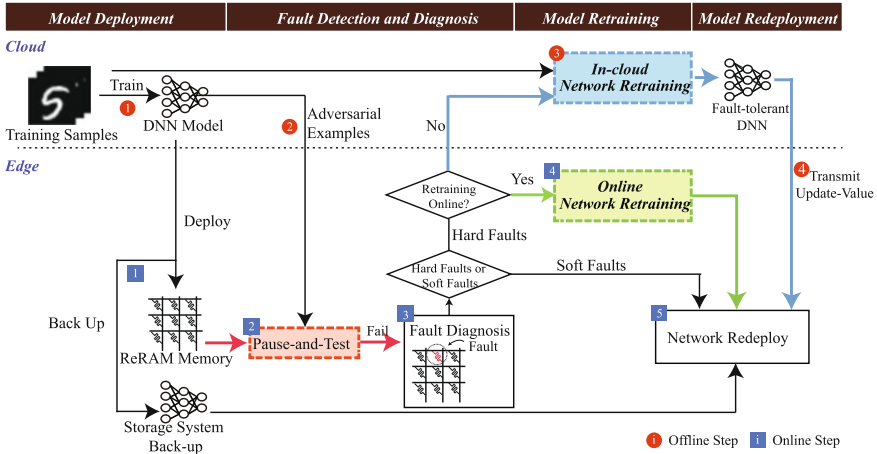 Model Deployment
Fault Detection and Diagnosis
Model Retraining
Model Redeployment
Cloud
Train
1
Training Samples
DNN Model
2
Adversarial
Examples
No
3
In-cloud
Network Retraining
Fault-tolerant
DNN
Edge
4
Transmit
Update-Value
Retraining
Online?
Yes
4
Online
Network Retraining
Deploy
Hard Faults
Hard Faults or
Soft Faults
Soft Faults
1
Back Up
ReRAM Memory
2
Pause-and-Test
Fail
3
Fault Diagnosis
Fault
5
Network Redeploy
Storage System
Back-up
i Offline Step
i Online Step